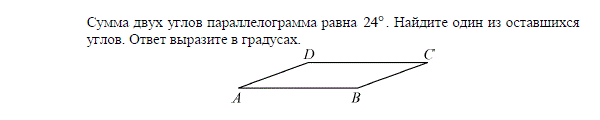 Сумма двух углов параллелограмма равна 24°. Найдите один из оставшихся
углов. Ответ выразите в градусах.
D C
A B